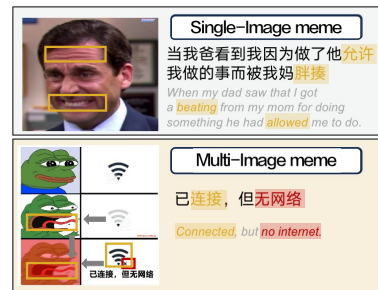 Single-Image meme
当我爸看到我因为做了他允许
我做的事而被我妈胖揍
When my dad saw that I got
a beating from my mom for doing
something he had allowed me to do.
Multi-Image meme
已连接，但无网络
Connected, but no internet.
已连接，但无网络